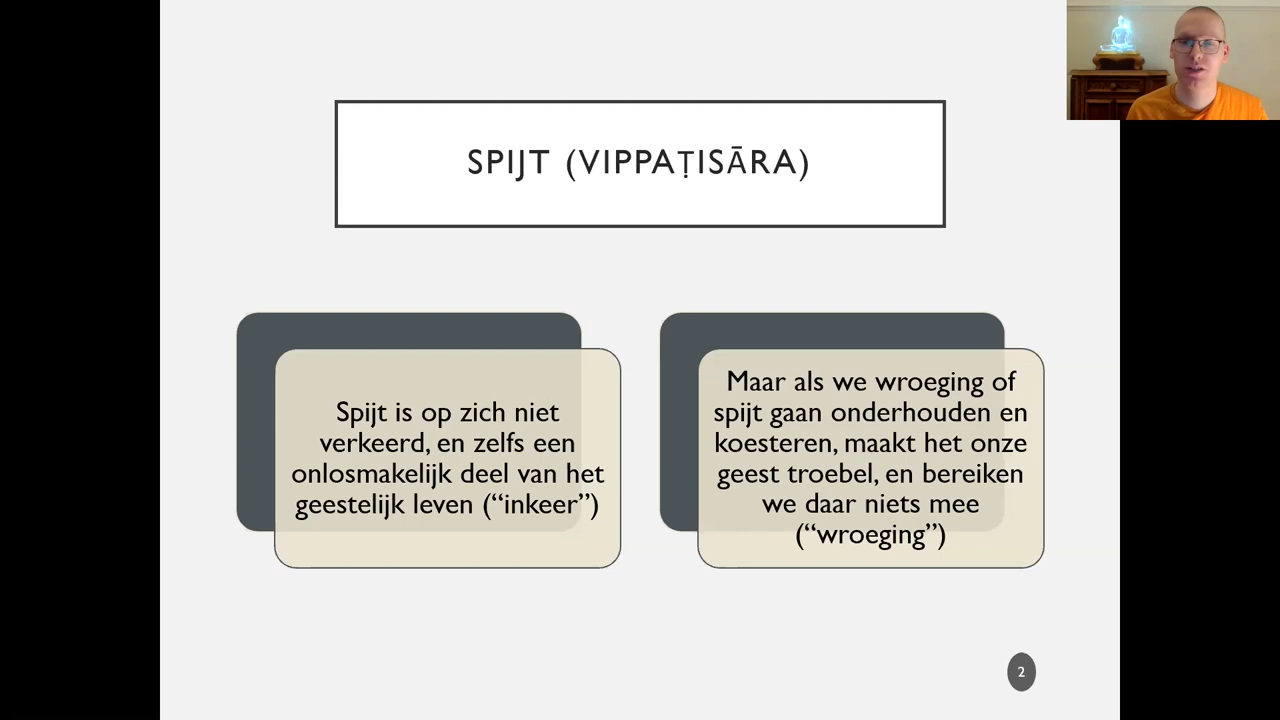 SPIJT (VIPPAṬISĀRA)
Spijt is op zich niet
verkeerd, en zelfs een
onlosmakelijk deel van het
geestelijk leven (“inkeer”)
Maar als we wroeging of
spijt gaan onderhouden en
koesteren, maakt het onze
geest troebel, en bereiken
we daar niets mee
(“wroeging”)
2